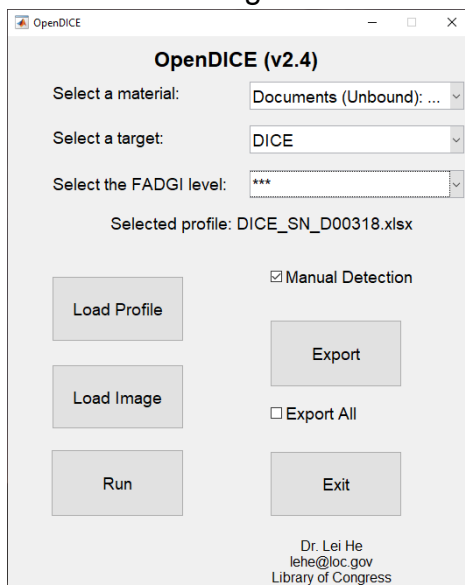 OpenDICE
OpenDICE (v2.4)
Select a material:
Documents (Unbound): ...
Select a target:
DICE
Select the FADGI level:
***
Selected profile: DICE_SN_D00318.xlsx
Load Profile
Manual Detection
Export
Load Image
Export All
Run
Exit
Dr. Lei He
lehe@loc.gov
Library of Congress